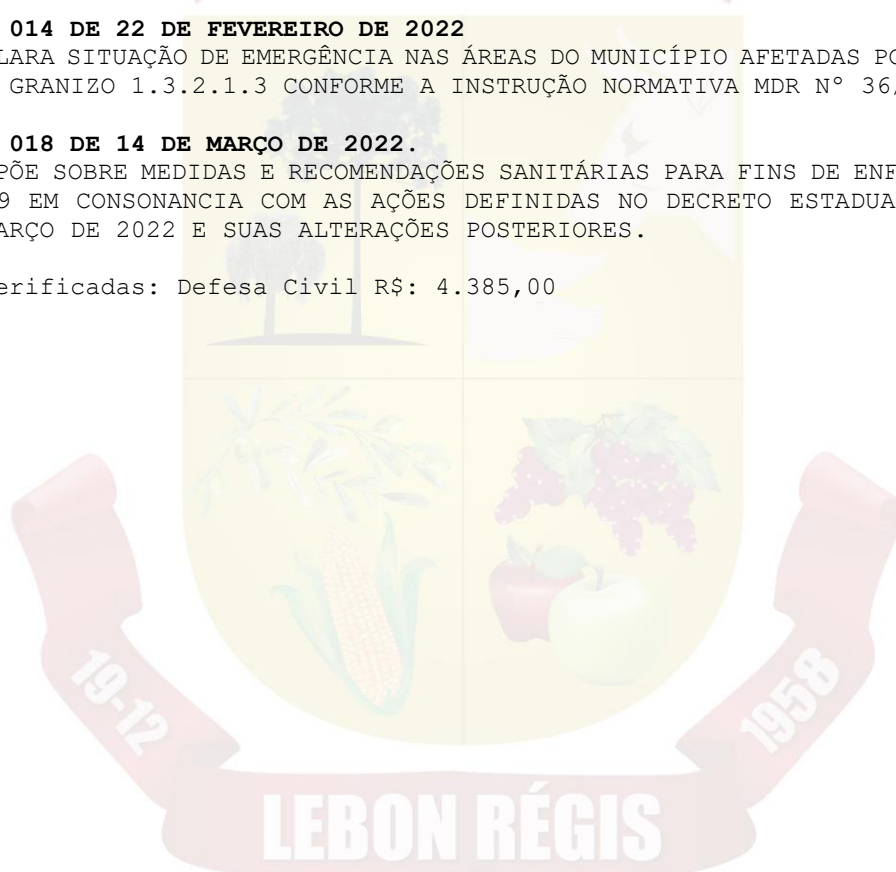 014 DE 22 DE FEVEREIRO DE 2022
LARA SITUAÇÃO DE EMERGÊNCIA NAS ÁREAS DO MUNICÍPIO AFETADAS PO
GRANIZO 1.3.2.1.3 CONFORME A INSTRUÇÃO NORMATIVA MDR N° 36
018 DE 14 DE MARÇO DE 2022.
PÕE SOBRE MEDIDAS E RECOMENDAÇÕES SANITÁRIAS PARA FINS DE ENF
9 EM CONSONANCIA COM AS AÇÕES DEFINIDAS NO DECRETO ESTADUA
ARÇO DE 2022 E SUAS ALTERAÇÕES POSTERIORES.
erificadas: Defesa Civil R$: 4.385,00
19-12
1958
LEBON RÉGIS